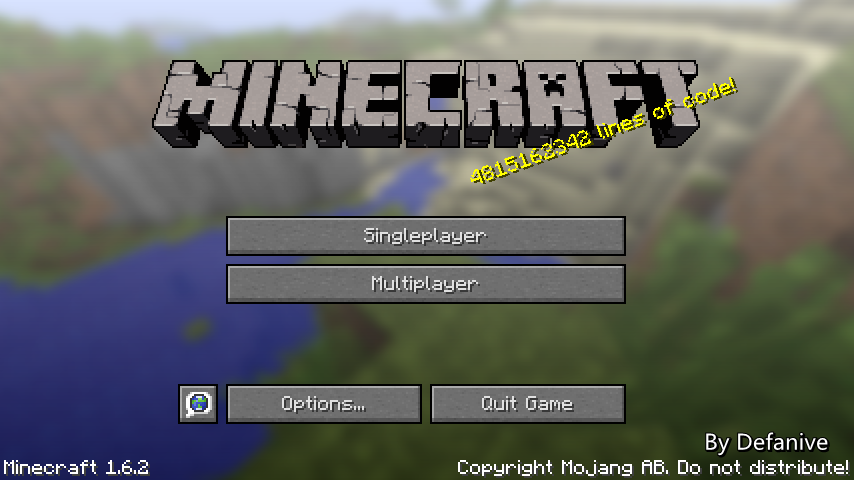 MINECRAFT
4815162342 lines of code!
Singleplayer
Multiplayer
Options...
Quit Game
By Defanive
Minecraft 1.6.2
Copyright Mojang AB. Do not distribute!